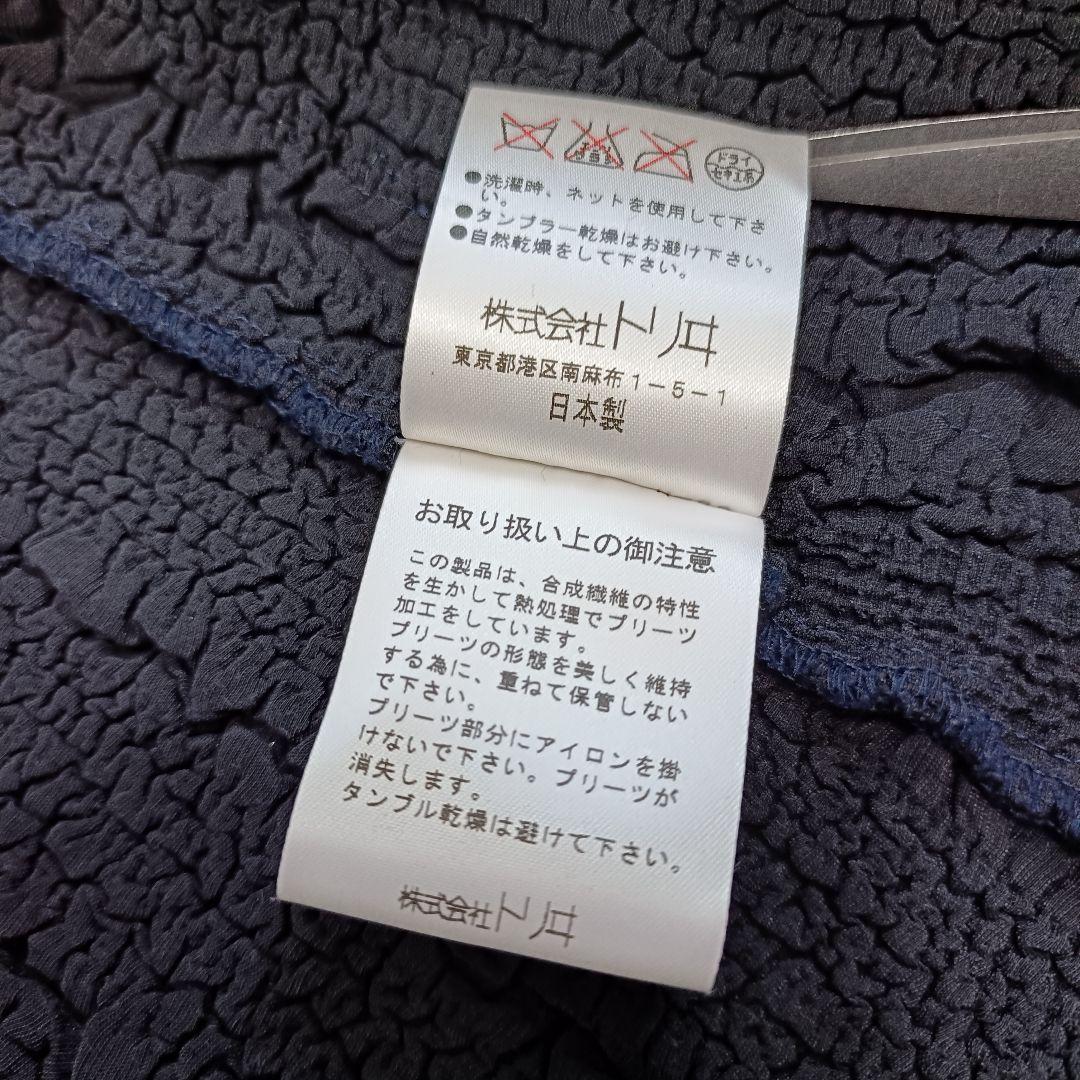 ドライ
セキユ系
●洗濯時、ネットを使用して下さ
い。
●タンブラー乾燥はお避け下さい。
●自然乾燥をして下さい。
株式会社トリヰ
東京都港区南麻布1-5-1
日本製
お取り扱い上の御注意
この製品は、合成繊維の特性
を生かして熱処理でプリーツ
加工をしています。
プリーツの形態を美しく維持
する為に、重ねて保管しない
で下さい。
プリーツ部分にアイロンを掛
けないで下さい。プリーツが
消失します。
タンブル乾燥は避けて下さい。
株式会社トリヰ